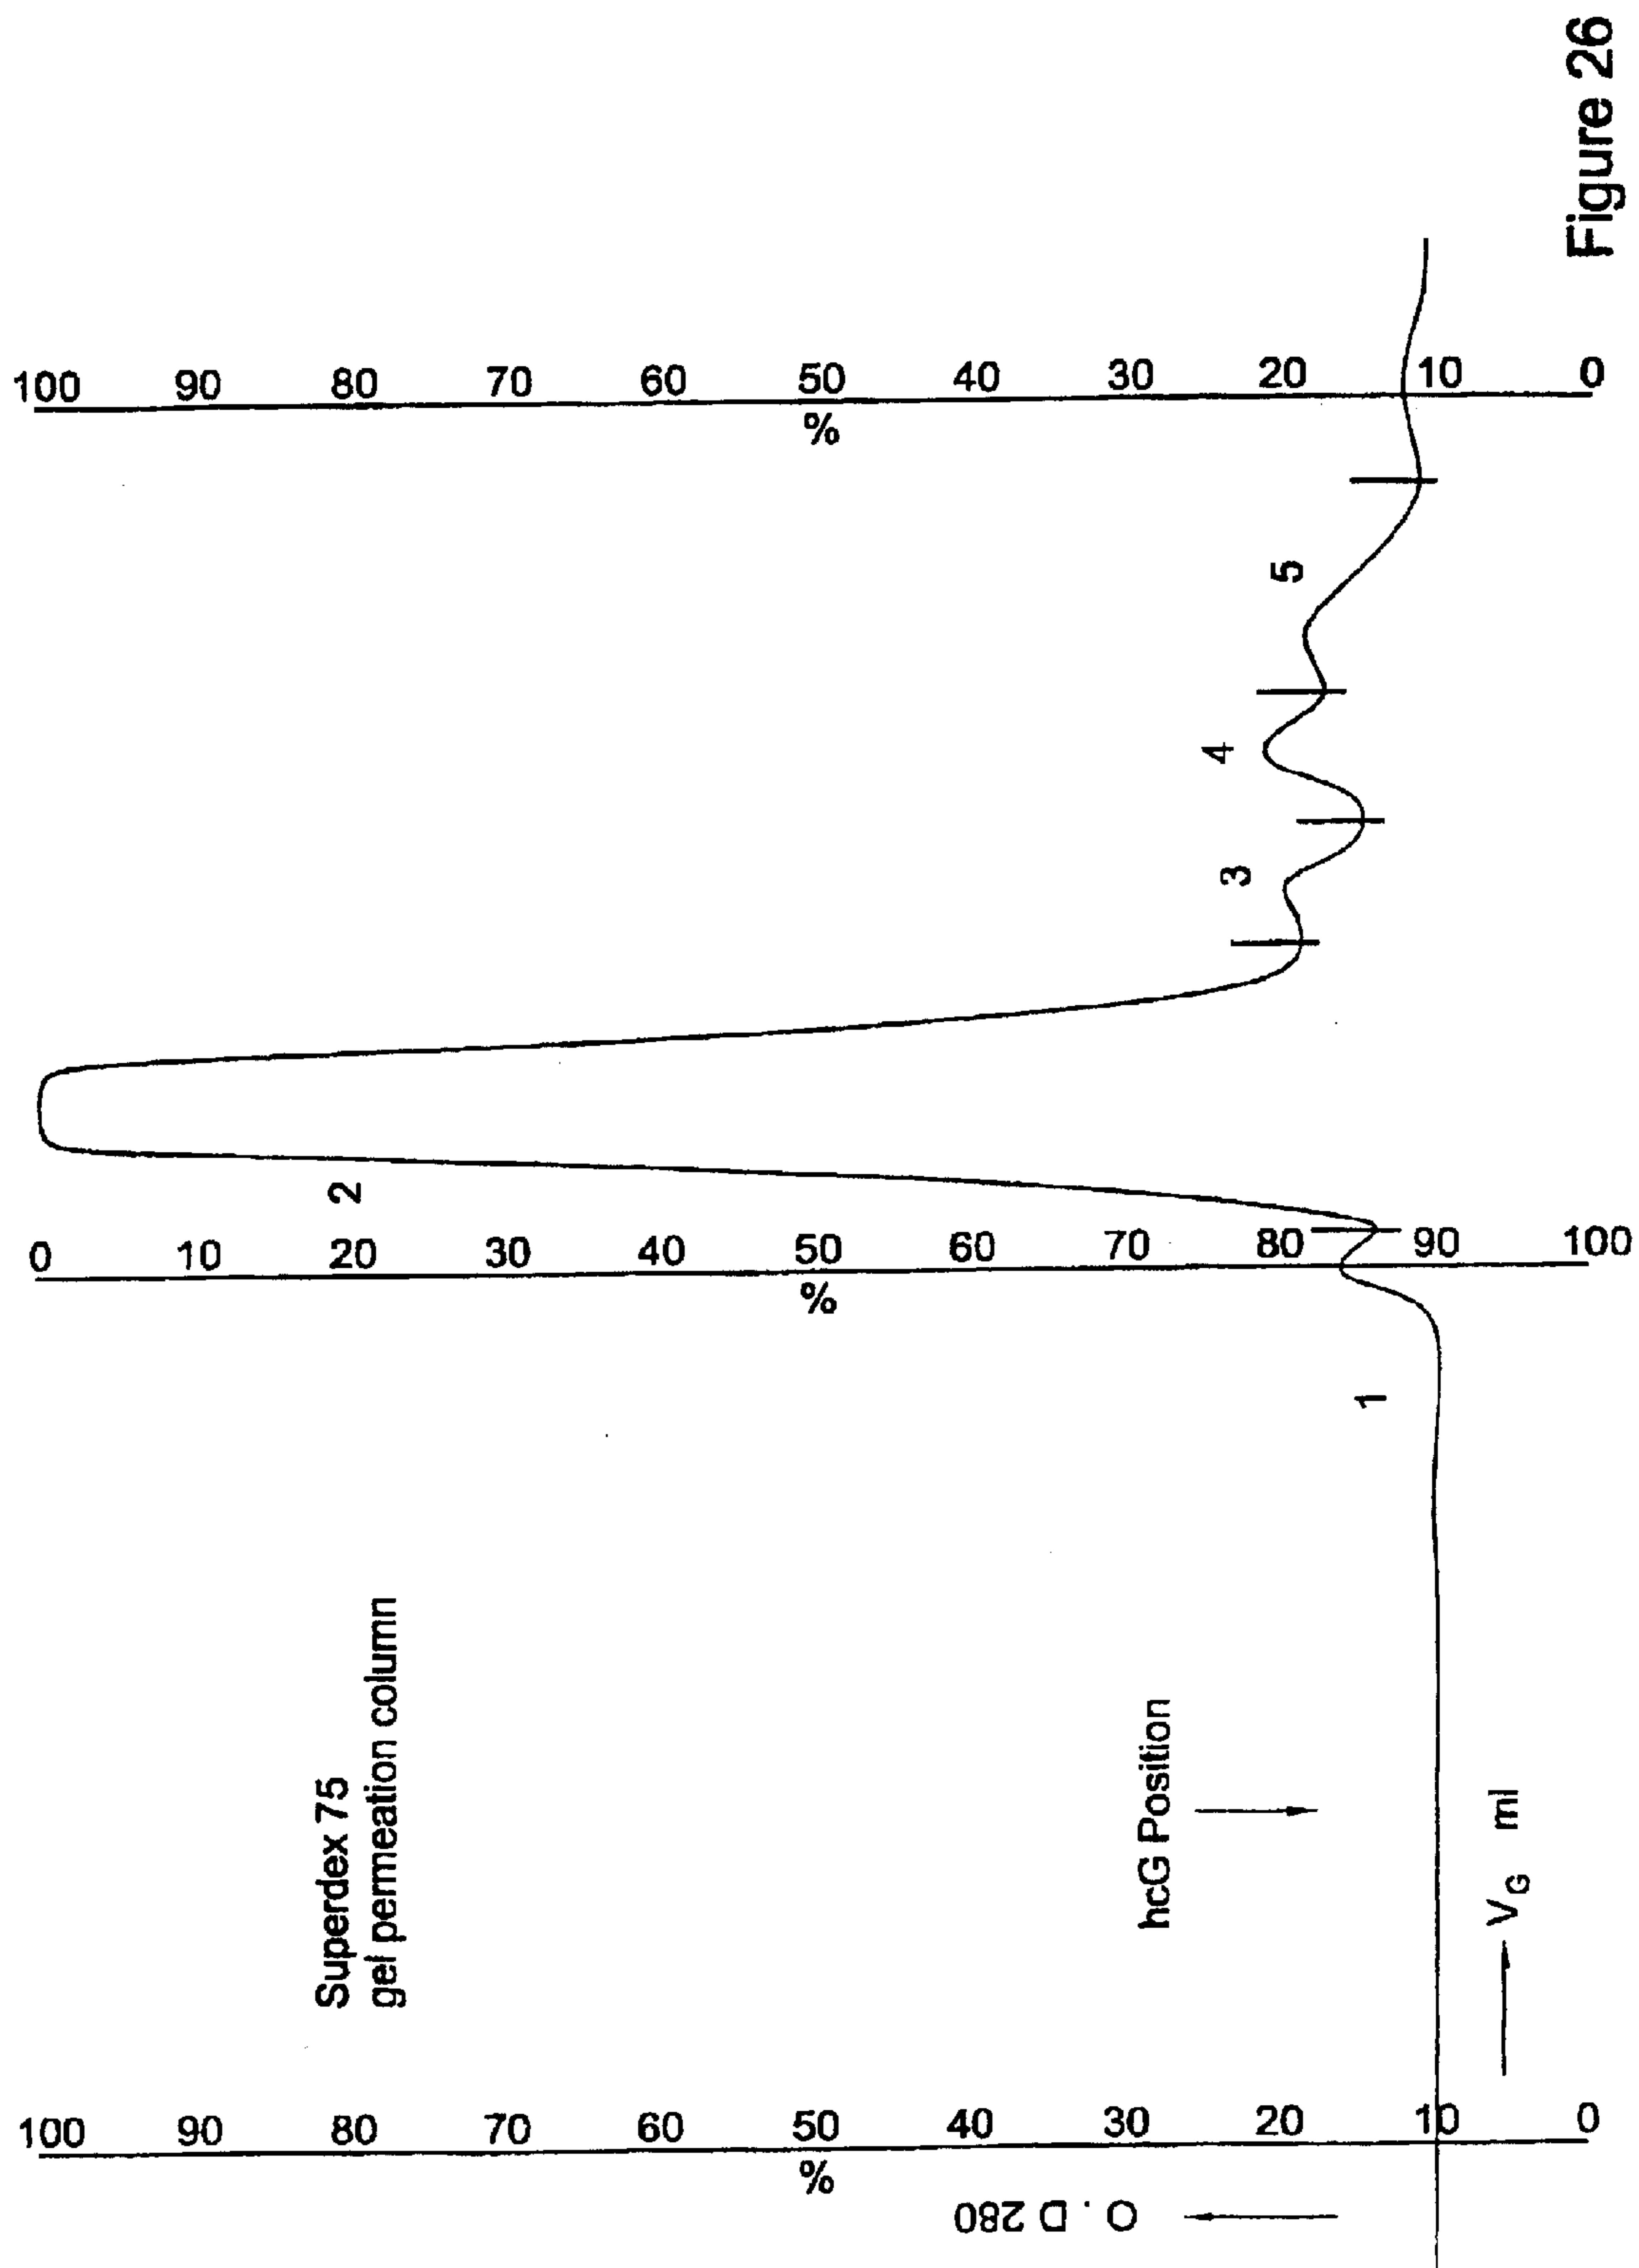 100 90 80 70 60 50 40 30 20 10 0
%
5
4
3
2
0 10 20 30 40 50 60 70 80 90 100
%
1
Superdex 75
gel permeation column
hcG Position
V_G ml
100 90 80 70 60 50 40 30 20 10 0
%
O . D 280
Figure 26